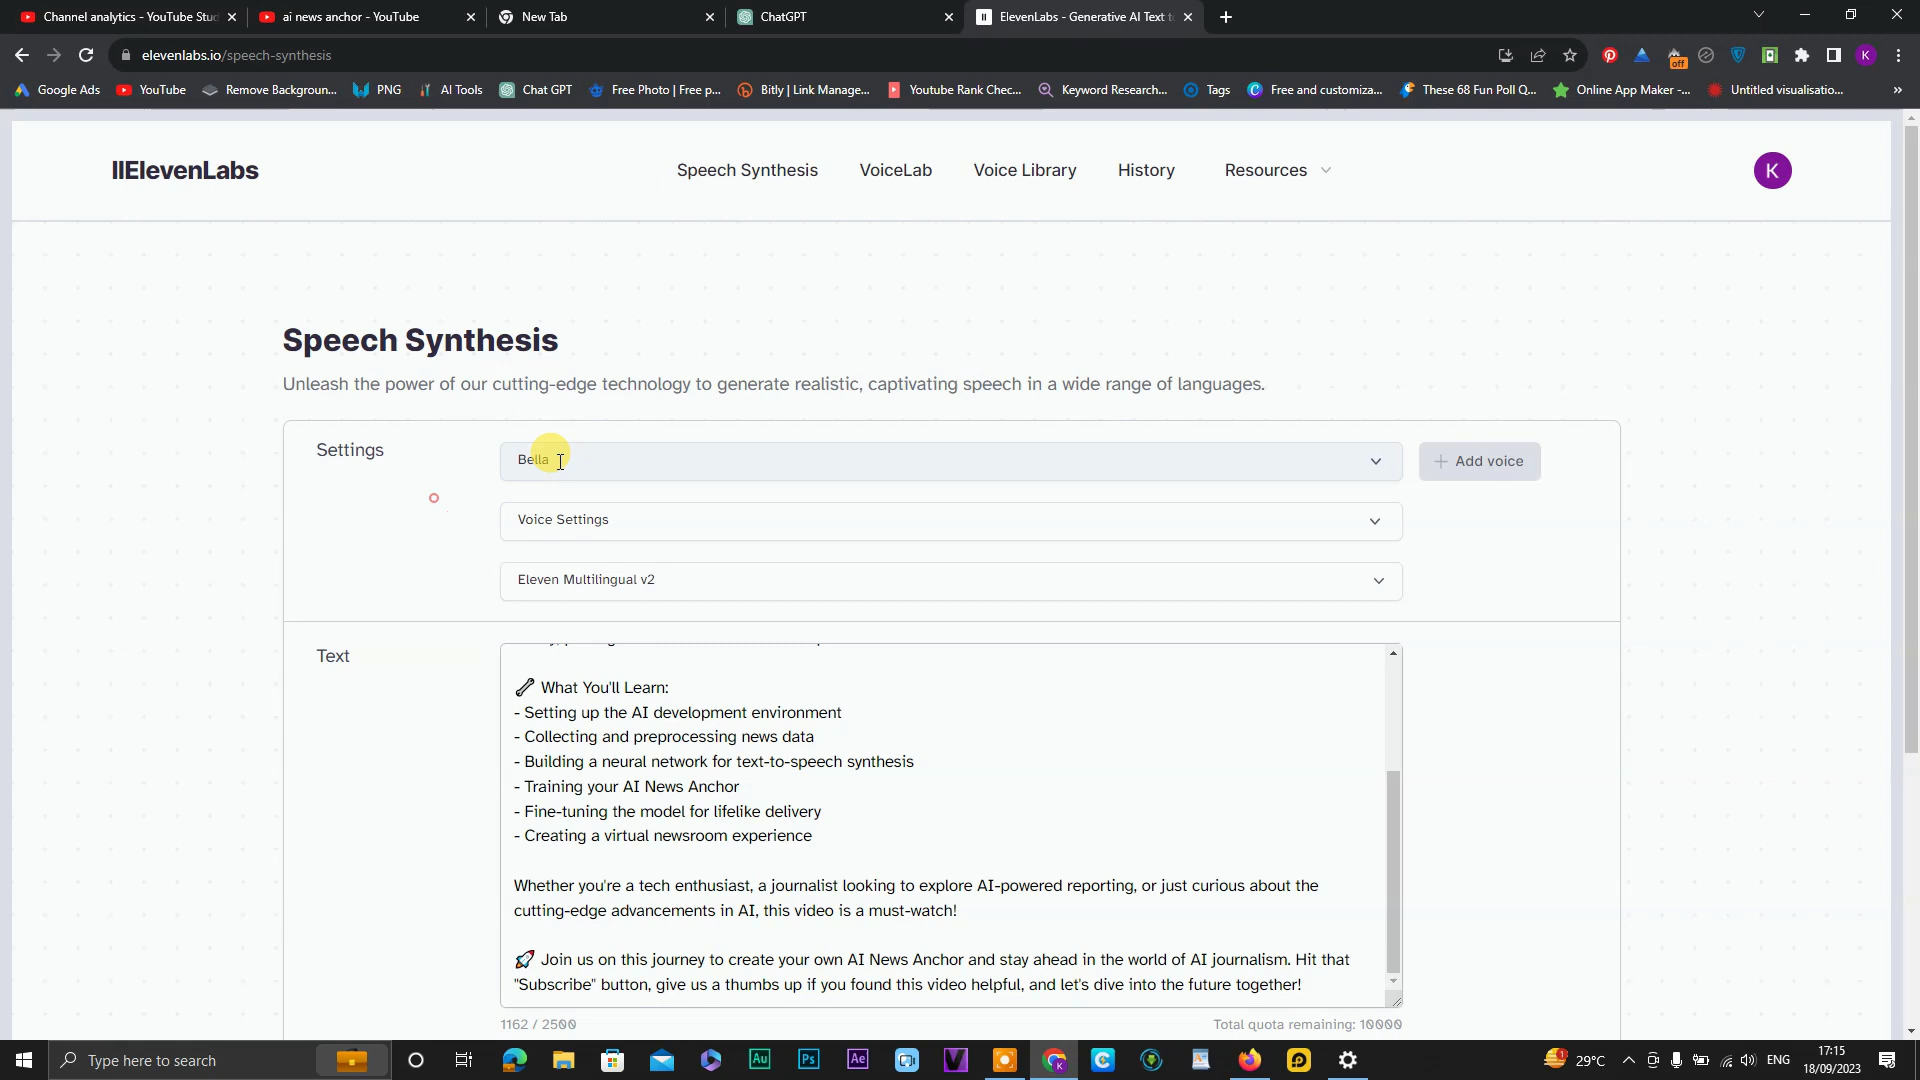 Channel analytics - YouTube Stud
ai news anchor - YouTube
New Tab
ChatGPT
ElevenLabs - Generative AI Text to
elevenlabs.io/speech-synthesis
off
K
Google Ads
YouTube
Remove Backgroun...
PNG
AI Tools
Chat GPT
Free Photo | Free p...
Bitly | Link Manage...
Youtube Rank Chec...
Keyword Research...
Tags
Free and customiza...
These 68 Fun Poll Q...
Online App Maker -...
Untitled visualisatio...
»
IIElevenLabs
Speech Synthesis
VoiceLab
Voice Library
History
Resources
K
Speech Synthesis
Unleash the power of our cutting-edge technology to generate realistic, captivating speech in a wide range of languages.
Settings
Bella
+ Add voice
Voice Settings
Eleven Multilingual v2
Text
What You'll Learn:
- Setting up the AI development environment
- Collecting and preprocessing news data
- Building a neural network for text-to-speech synthesis
- Training your AI News Anchor
- Fine-tuning the model for lifelike delivery
- Creating a virtual newsroom experience
Whether you're a tech enthusiast, a journalist looking to explore AI-powered reporting, or just curious about the
cutting-edge advancements in AI, this video is a must-watch!
🚀 Join us on this journey to create your own AI News Anchor and stay ahead in the world of AI journalism. Hit that
"Subscribe" button, give us a thumbs up if you found this video helpful, and let's dive into the future together!
1162 / 2500
Total quota remaining: 10000
Type here to search
Au
Ps
Ae
29°C
ENG
17:15
18/09/2023